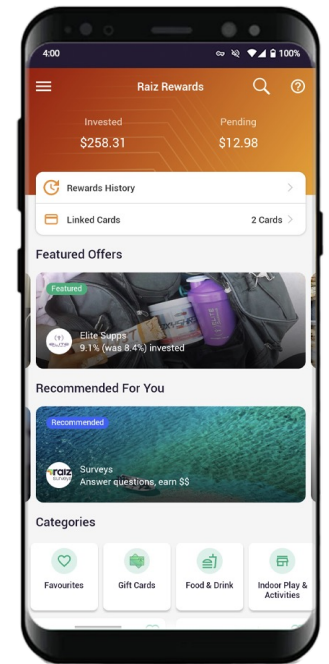 4:00
100%
Raiz Rewards
Invested
Pending
$258.31
$12.98
Rewards History
Linked Cards
2 Cards
Featured Offers
Featured
Elite Supps
9.1% (was 8.4%) invested
Recommended For You
Recommended
raiz
surveys
Surveys
Answer questions, earn $$
Categories
Favourites
Gift Cards
Food & Drink
Indoor Play &
Activities